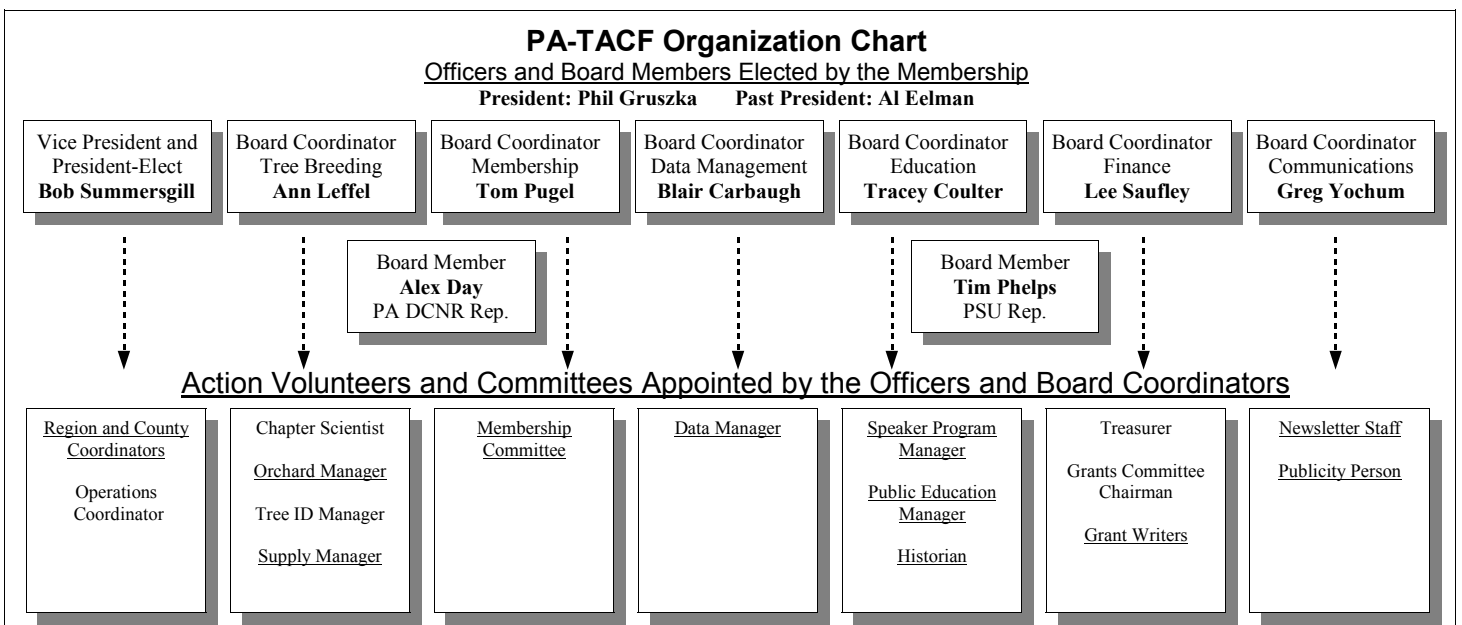 PA-TACF Organization Chart
Officers and Board Members Elected by the Membership
President: Phil Gruszka Past President: Al Eelman
Vice President and
President-Elect
Bob Summersgill
Board Coordinator
Tree Breeding
Ann Leffel
Board Coordinator
Membership
Tom Pugel
Board Coordinator
Data Management
Blair Carbaugh
Board Coordinator
Education
Tracey Coulter
Board Coordinator
Finance
Lee Saufley
Board Coordinator
Communications
Greg Yochum
Board Member
Alex Day
PA DCNR Rep.
Board Member
Tim Phelps
PSU Rep.
Action Volunteers and Committees Appointed by the Officers and Board Coordinators
Region and County
Coordinators
Operations
Coordinator
Chapter Scientist
Orchard Manager
Tree ID Manager
Supply Manager
Membership
Committee
Data Manager
Speaker Program
Manager
Public Education
Manager
Historian
Treasurer
Grants Committee
Chairman
Grant Writers
Newsletter Staff
Publicity Person